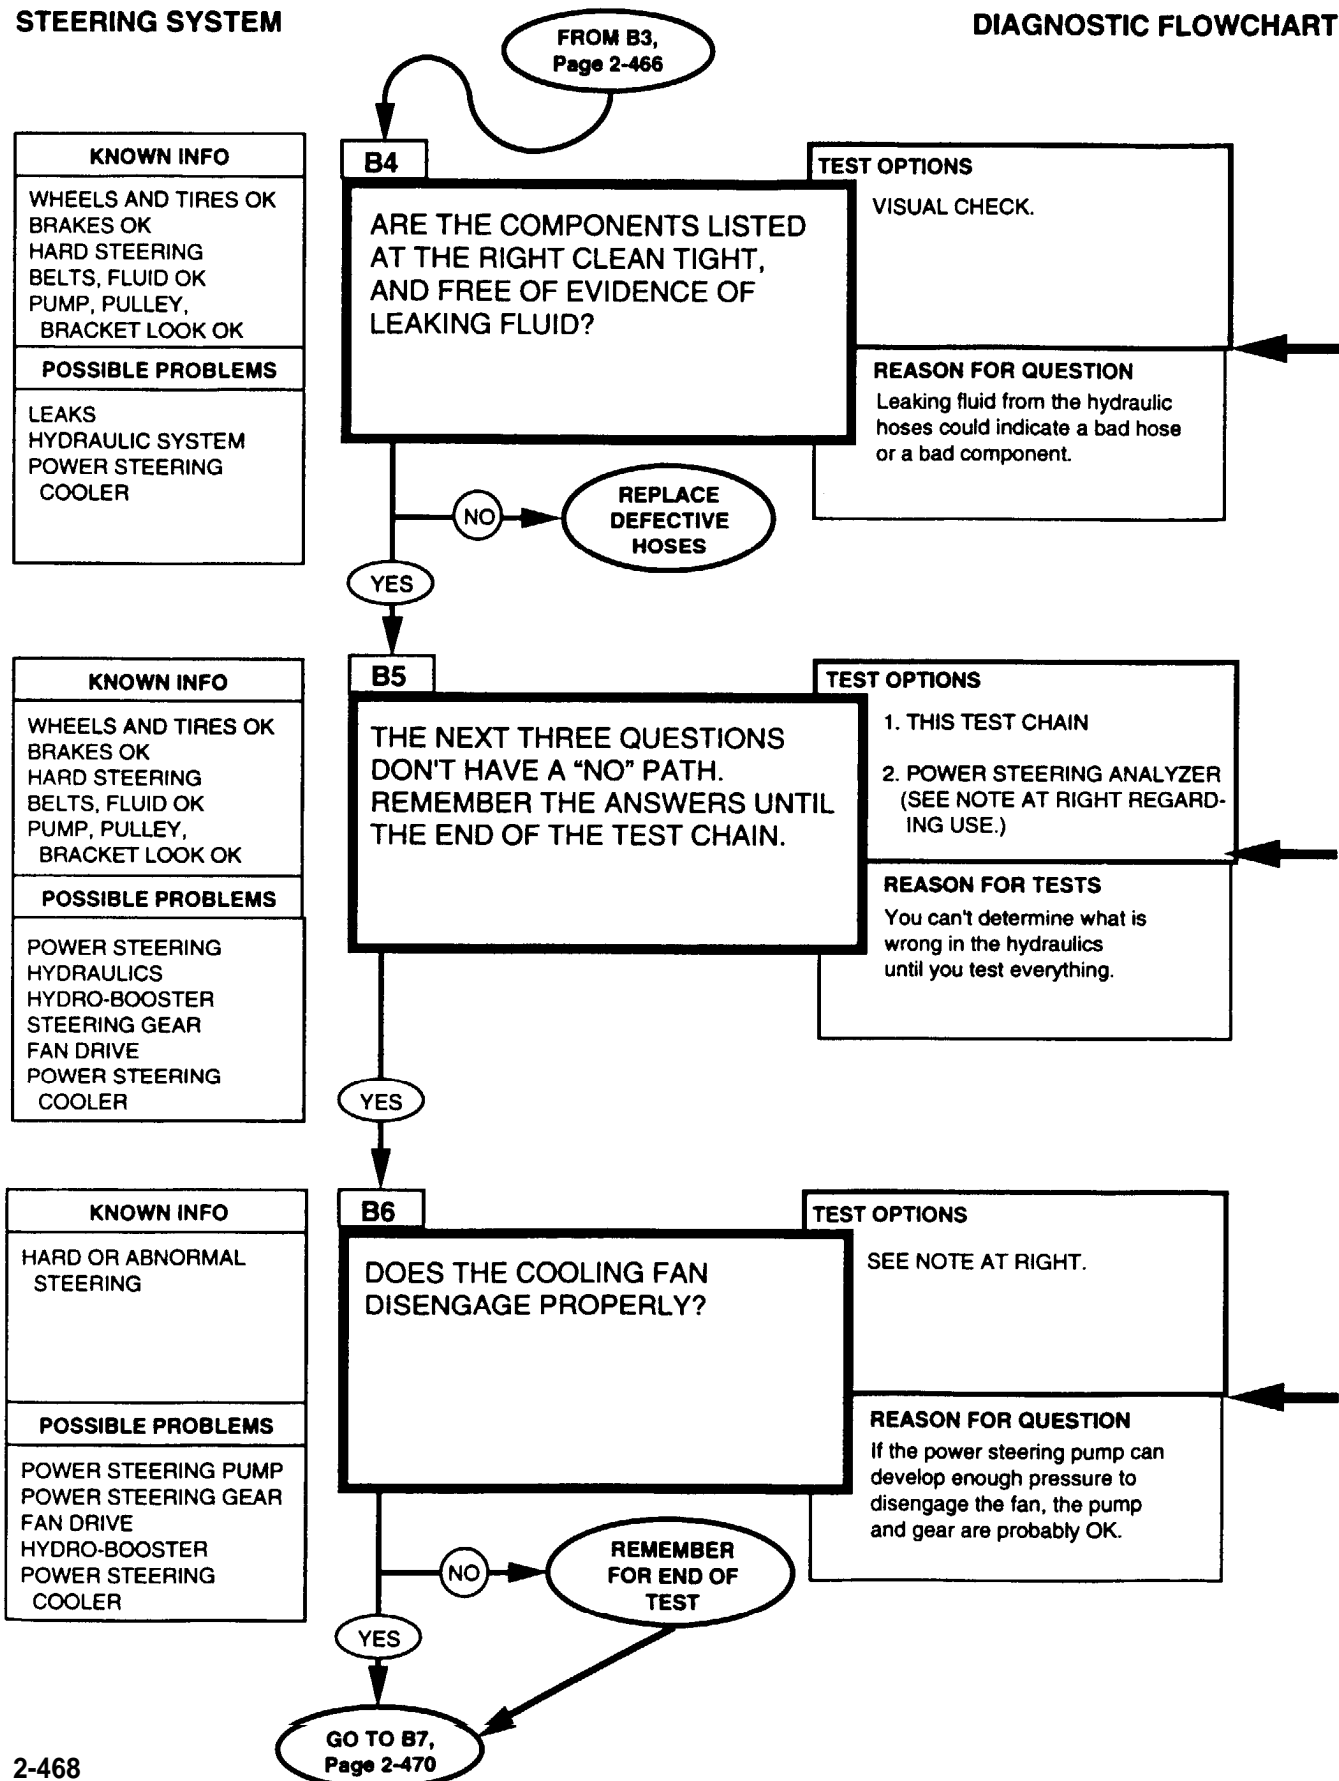 STEERING SYSTEM
DIAGNOSTIC FLOWCHART
FROM B3,
Page 2-466
KNOWN INFO
WHEELS AND TIRES OK
BRAKES OK
HARD STEERING
BELTS, FLUID OK
PUMP, PULLEY,
BRACKET LOOK OK
POSSIBLE PROBLEMS
LEAKS
HYDRAULIC SYSTEM
POWER STEERING
COOLER
B4
ARE THE COMPONENTS LISTED
AT THE RIGHT CLEAN TIGHT,
AND FREE OF EVIDENCE OF
LEAKING FLUID?
TEST OPTIONS
VISUAL CHECK.
REASON FOR QUESTION
Leaking fluid from the hydraulic
hoses could indicate a bad hose
or a bad component.
NO
REPLACE
DEFECTIVE
HOSES
YES
KNOWN INFO
WHEELS AND TIRES OK
BRAKES OK
HARD STEERING
BELTS, FLUID OK
PUMP, PULLEY,
BRACKET LOOK OK
POSSIBLE PROBLEMS
POWER STEERING
HYDRAULICS
HYDRO-BOOSTER
STEERING GEAR
FAN DRIVE
POWER STEERING
COOLER
B5
THE NEXT THREE QUESTIONS
DON'T HAVE A “NO” PATH.
REMEMBER THE ANSWERS UNTIL
THE END OF THE TEST CHAIN.
TEST OPTIONS
1. THIS TEST CHAIN
2. POWER STEERING ANALYZER
(SEE NOTE AT RIGHT REGARD-
ING USE.)
REASON FOR TESTS
You can't determine what is
wrong in the hydraulics
until you test everything.
YES
KNOWN INFO
HARD OR ABNORMAL
STEERING
POSSIBLE PROBLEMS
POWER STEERING PUMP
POWER STEERING GEAR
FAN DRIVE
HYDRO-BOOSTER
POWER STEERING
COOLER
B6
DOES THE COOLING FAN
DISENGAGE PROPERLY?
TEST OPTIONS
SEE NOTE AT RIGHT.
REASON FOR QUESTION
If the power steering pump can
develop enough pressure to
disengage the fan, the pump
and gear are probably OK.
NO
REMEMBER
FOR END OF
TEST
YES
GO TO B7,
Page 2-470
2-468